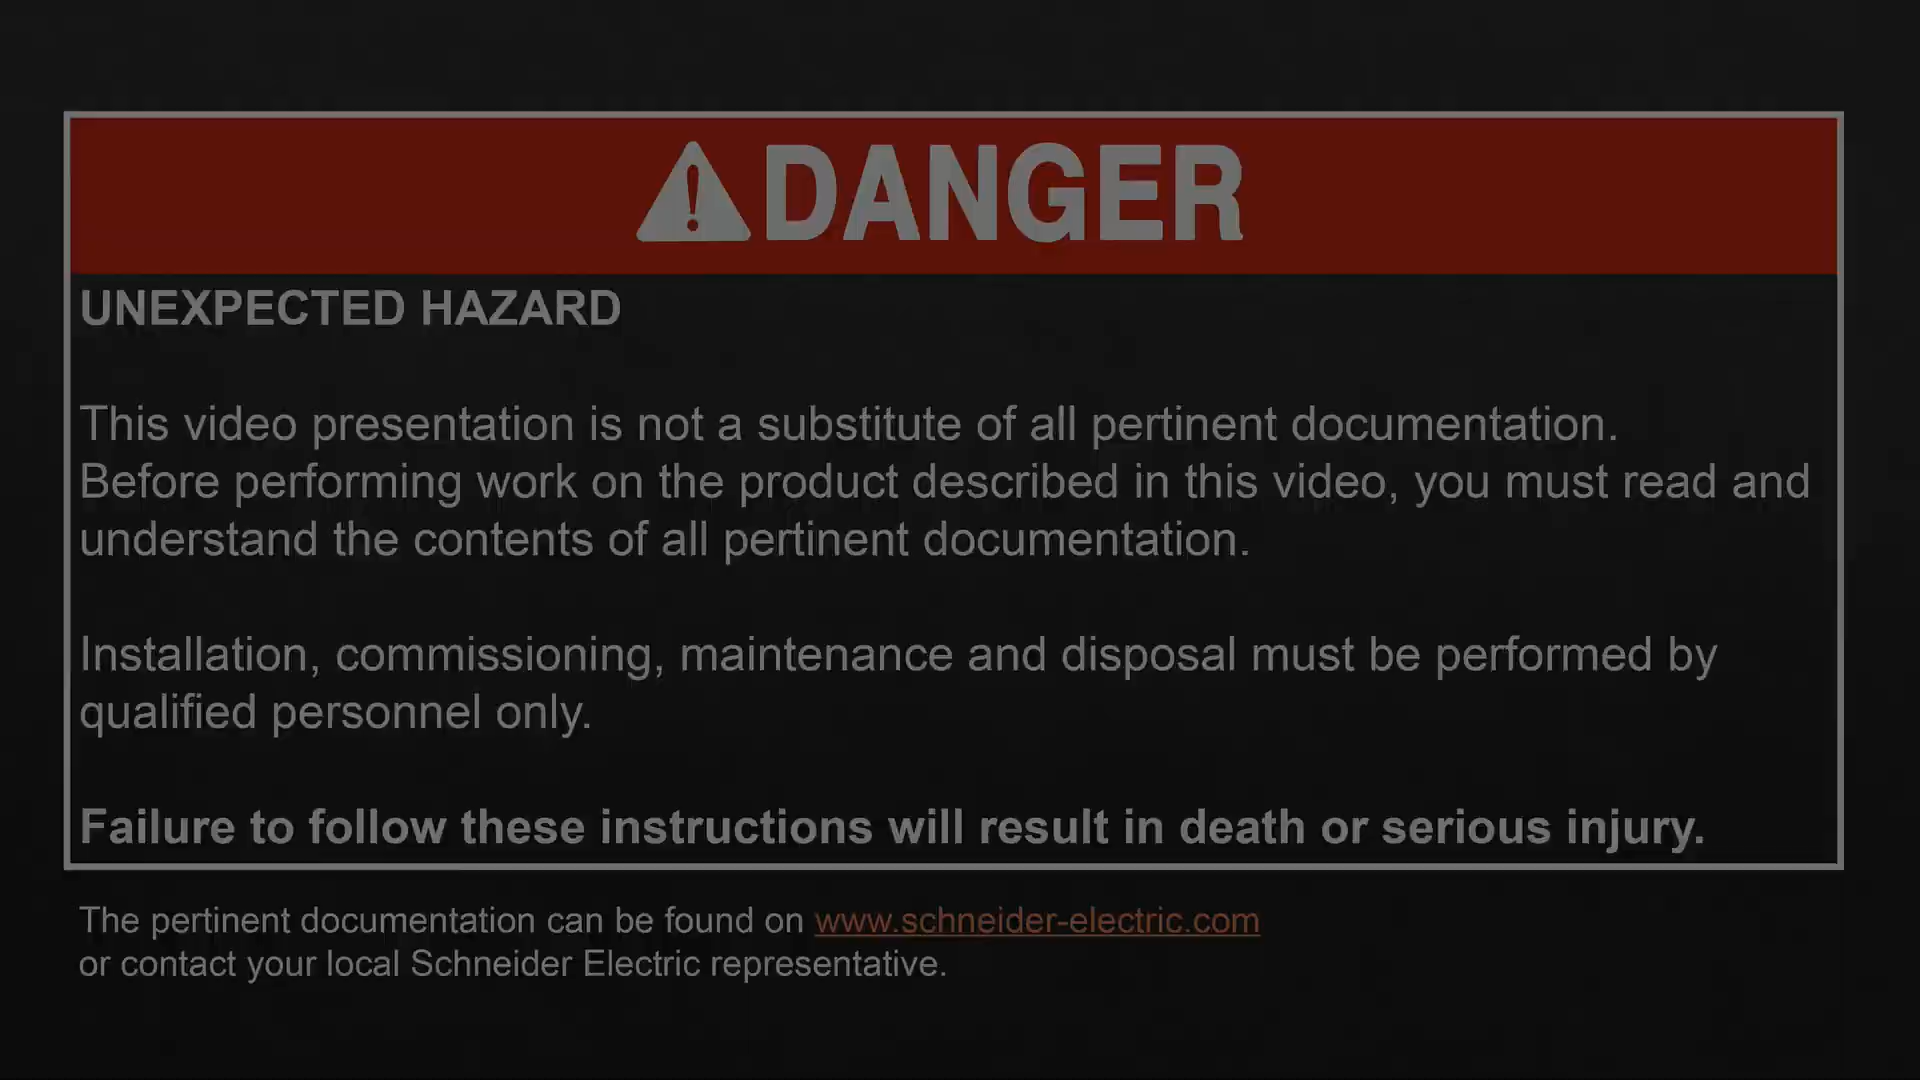 DANGER
UNEXPECTED HAZARD
This video presentation is not a substitute of all pertinent documentation.
Before performing work on the product described in this video, you must read and
understand the contents of all pertinent documentation.
Installation, commissioning, maintenance and disposal must be performed by
qualified personnel only.
Failure to follow these instructions will result in death or serious injury.
The pertinent documentation can be found on www.schneider-electric.com
or contact your local Schneider Electric representative.